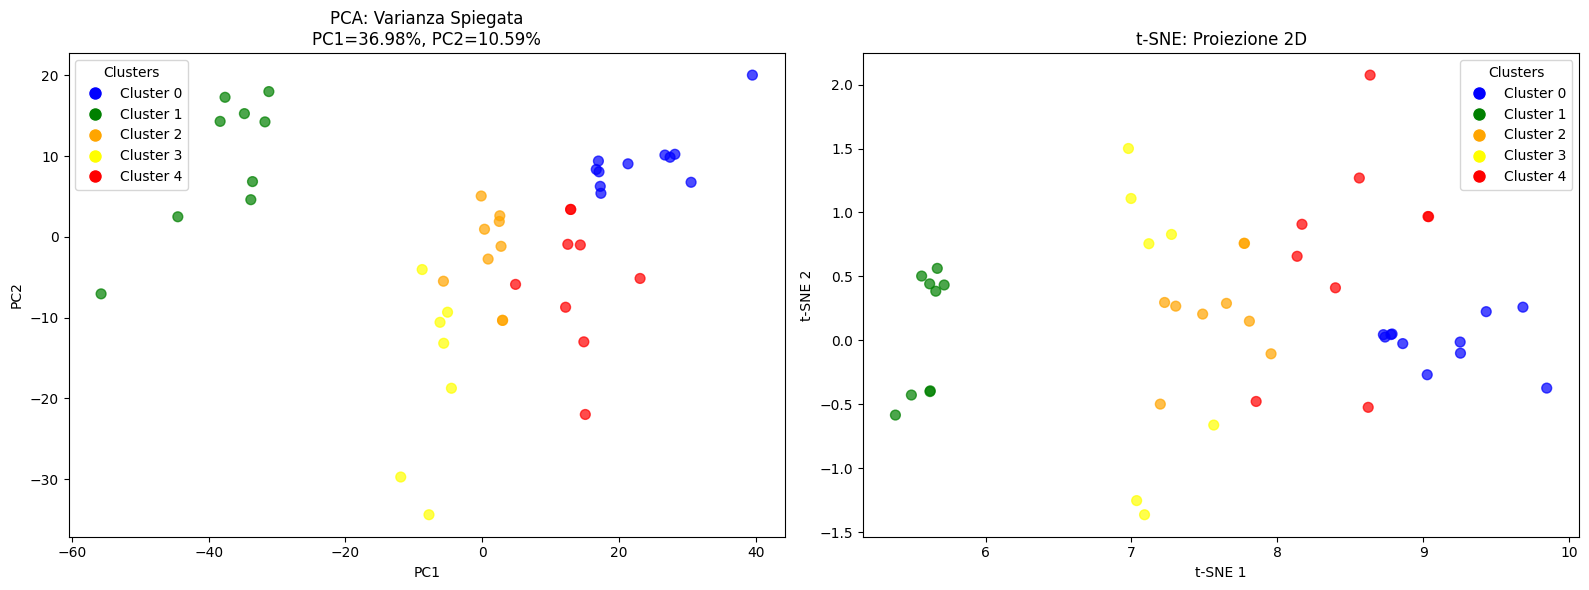 PCA: Varianza Spiegata
PC1=36.98%, PC2=10.59%
Clusters
Cluster 0
Cluster 1
Cluster 2
Cluster 3
Cluster 4
20
10
0
−10
−20
−30
PC2
−60
−40
−20
0
20
40
PC1
t-SNE: Proiezione 2D
Clusters
Cluster 0
Cluster 1
Cluster 2
Cluster 3
Cluster 4
2.0
1.5
1.0
0.5
0.0
−0.5
−1.0
−1.5
t-SNE 2
6
7
8
9
10
t-SNE 1